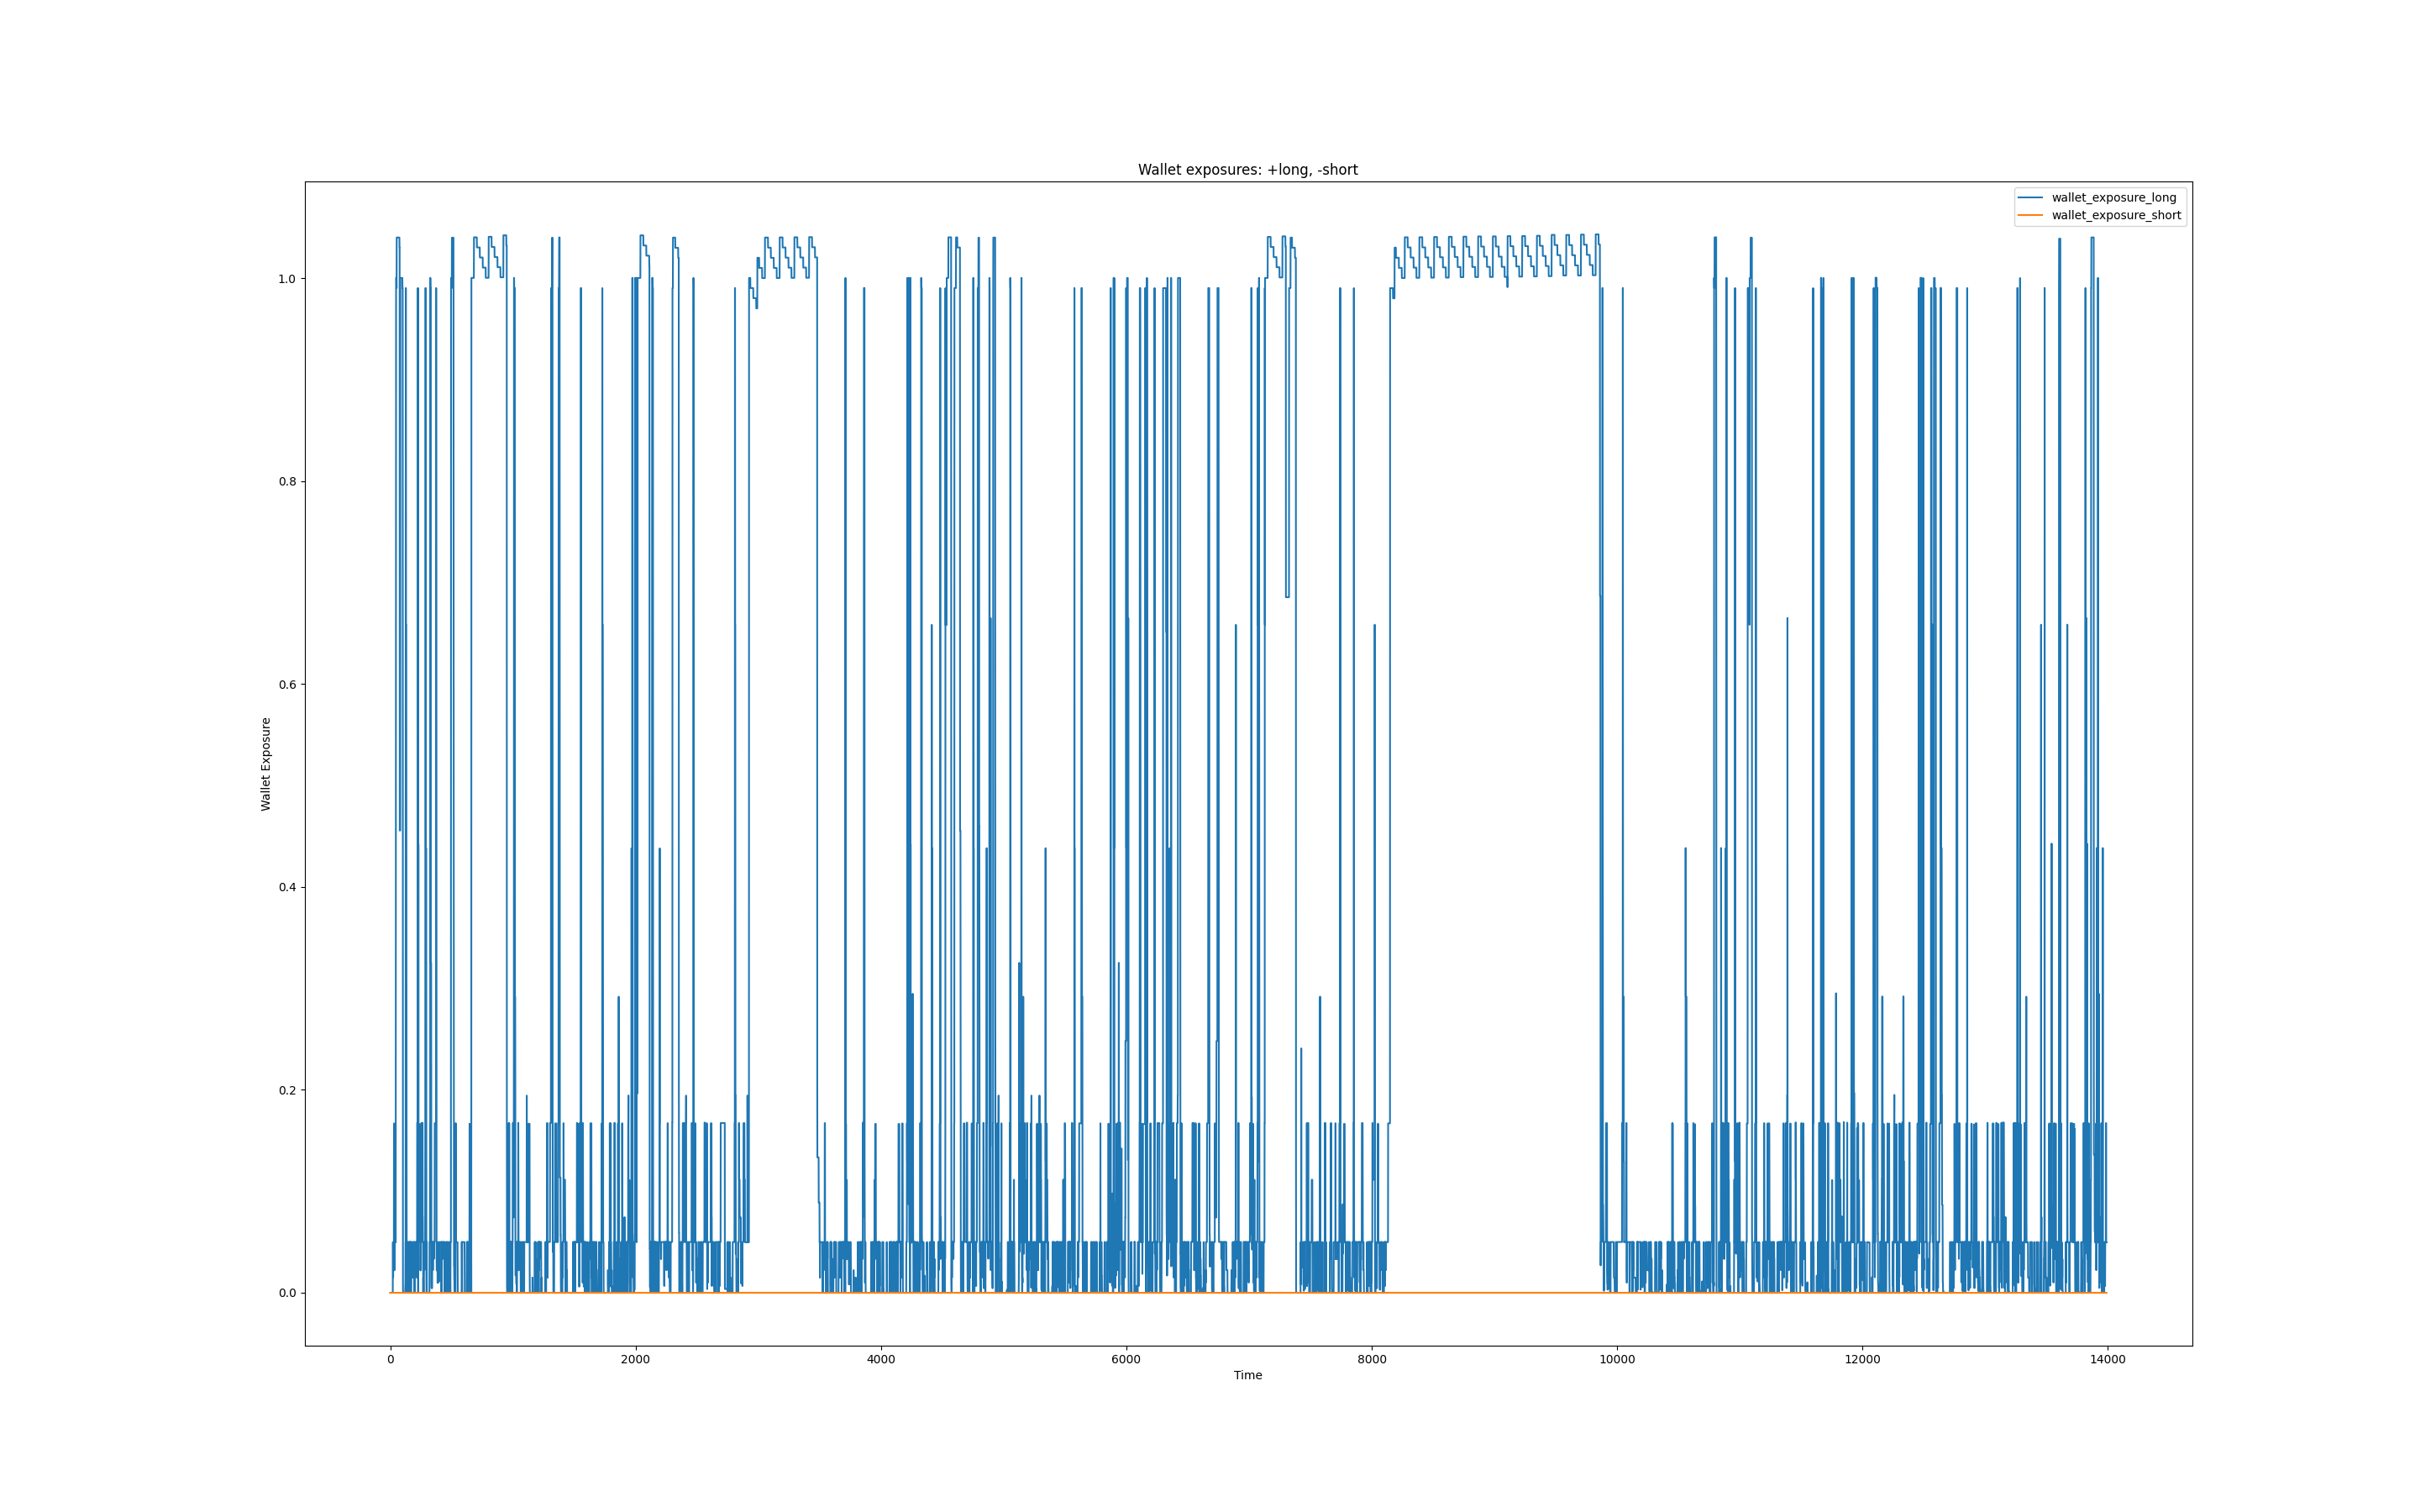 Wallet exposures: +long, -short
wallet_exposure_long
wallet_exposure_short
1.0
0.8
0.6
0.4
0.2
0.0
Wallet Exposure
0 2000 4000 6000 8000 10000 12000 14000
Time